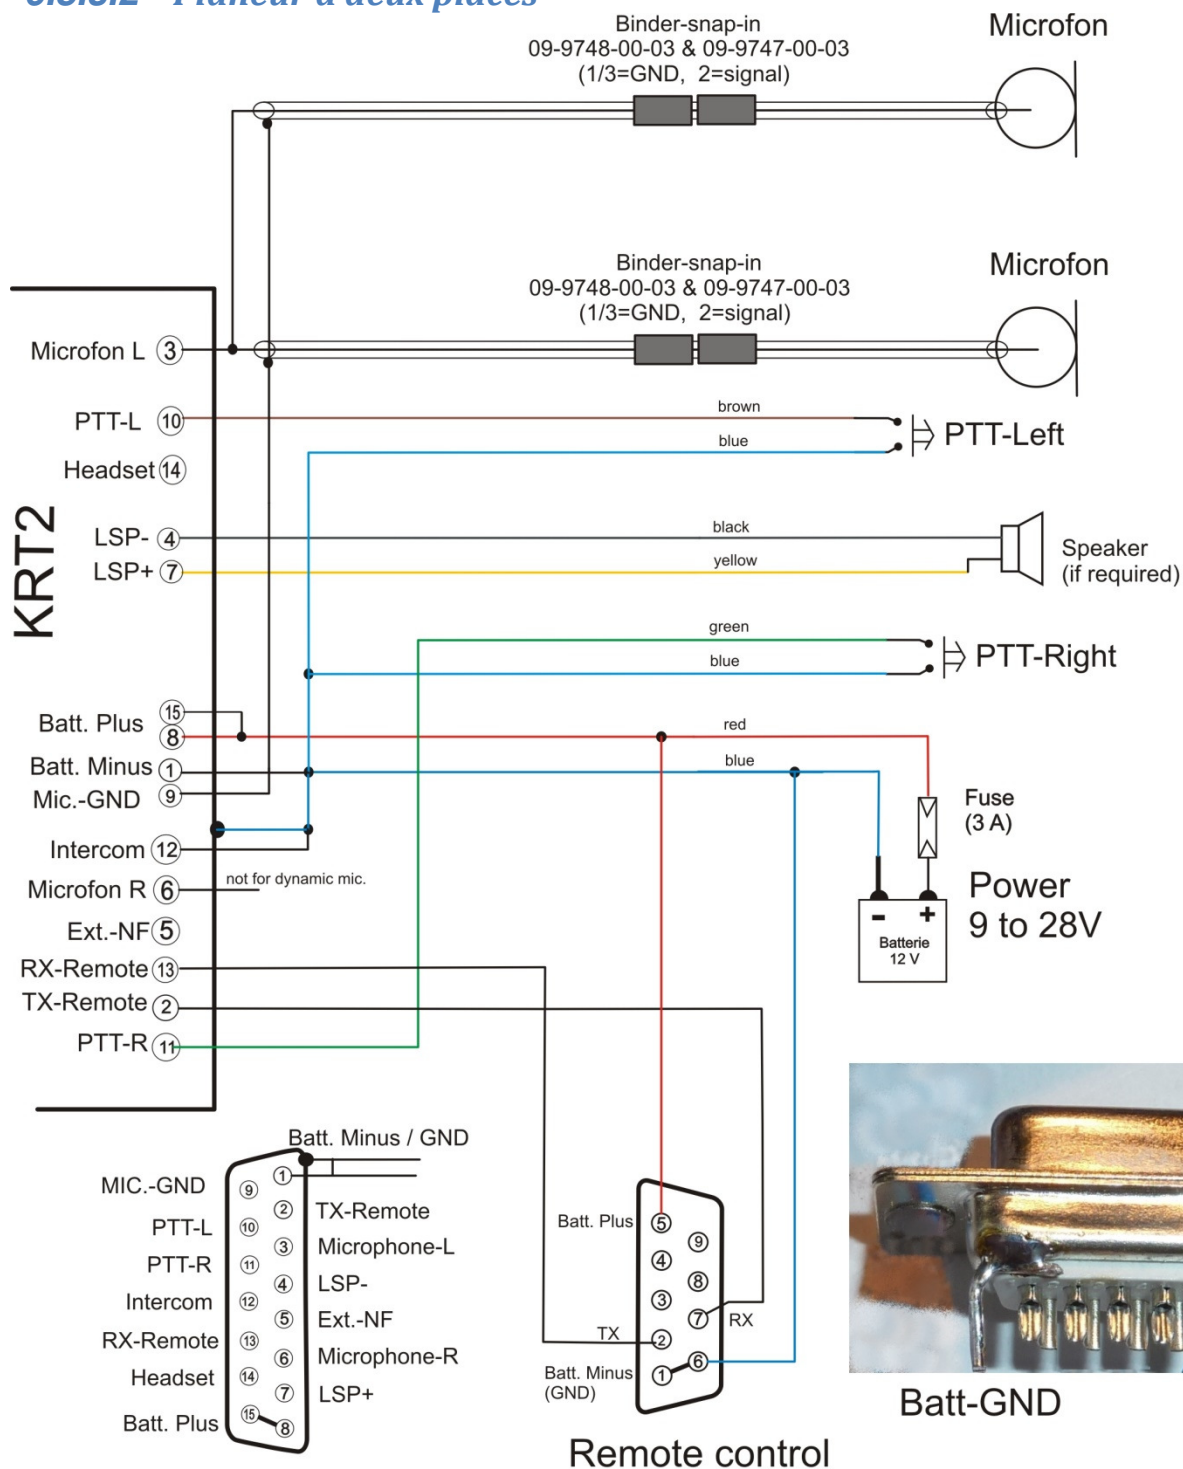 Planeur à deux places
Binder-snap-in
09-9748-00-03 & 09-9747-00-03
(1/3=GND, 2=signal)
Microfon
Binder-snap-in
09-9748-00-03 & 09-9747-00-03
(1/3=GND, 2=signal)
Microfon
KRT2
Microfon L 3
PTT-L 10
brown
blue
PTT-Left
Headset 14
LSP- 4
black
LSP+ 7
yellow
Speaker
(if required)
green
blue
PTT-Right
15
Batt. Plus
8
red
Batt. Minus 1
blue
Mic.-GND 9
Fuse
(3 A)
Intercom 12
Microfon R 6
not for dynamic mic.
Power
9 to 28V
- +
Batterie
12 V
Ext.-NF 5
RX-Remote 13
TX-Remote 2
PTT-R 11
Batt. Minus / GND
1
MIC.-GND 9
2 TX-Remote
PTT-L 10
3 Microphone-L
PTT-R 11
4 LSP-
Intercom 12
5 Ext.-NF
RX-Remote 13
6 Microphone-R
Headset 14
7 LSP+
Batt. Plus 15
8
Batt. Plus 5
9
4
8
3
7 RX
TX 2
6
Batt. Minus 1
(GND)
Remote control
Batt-GND